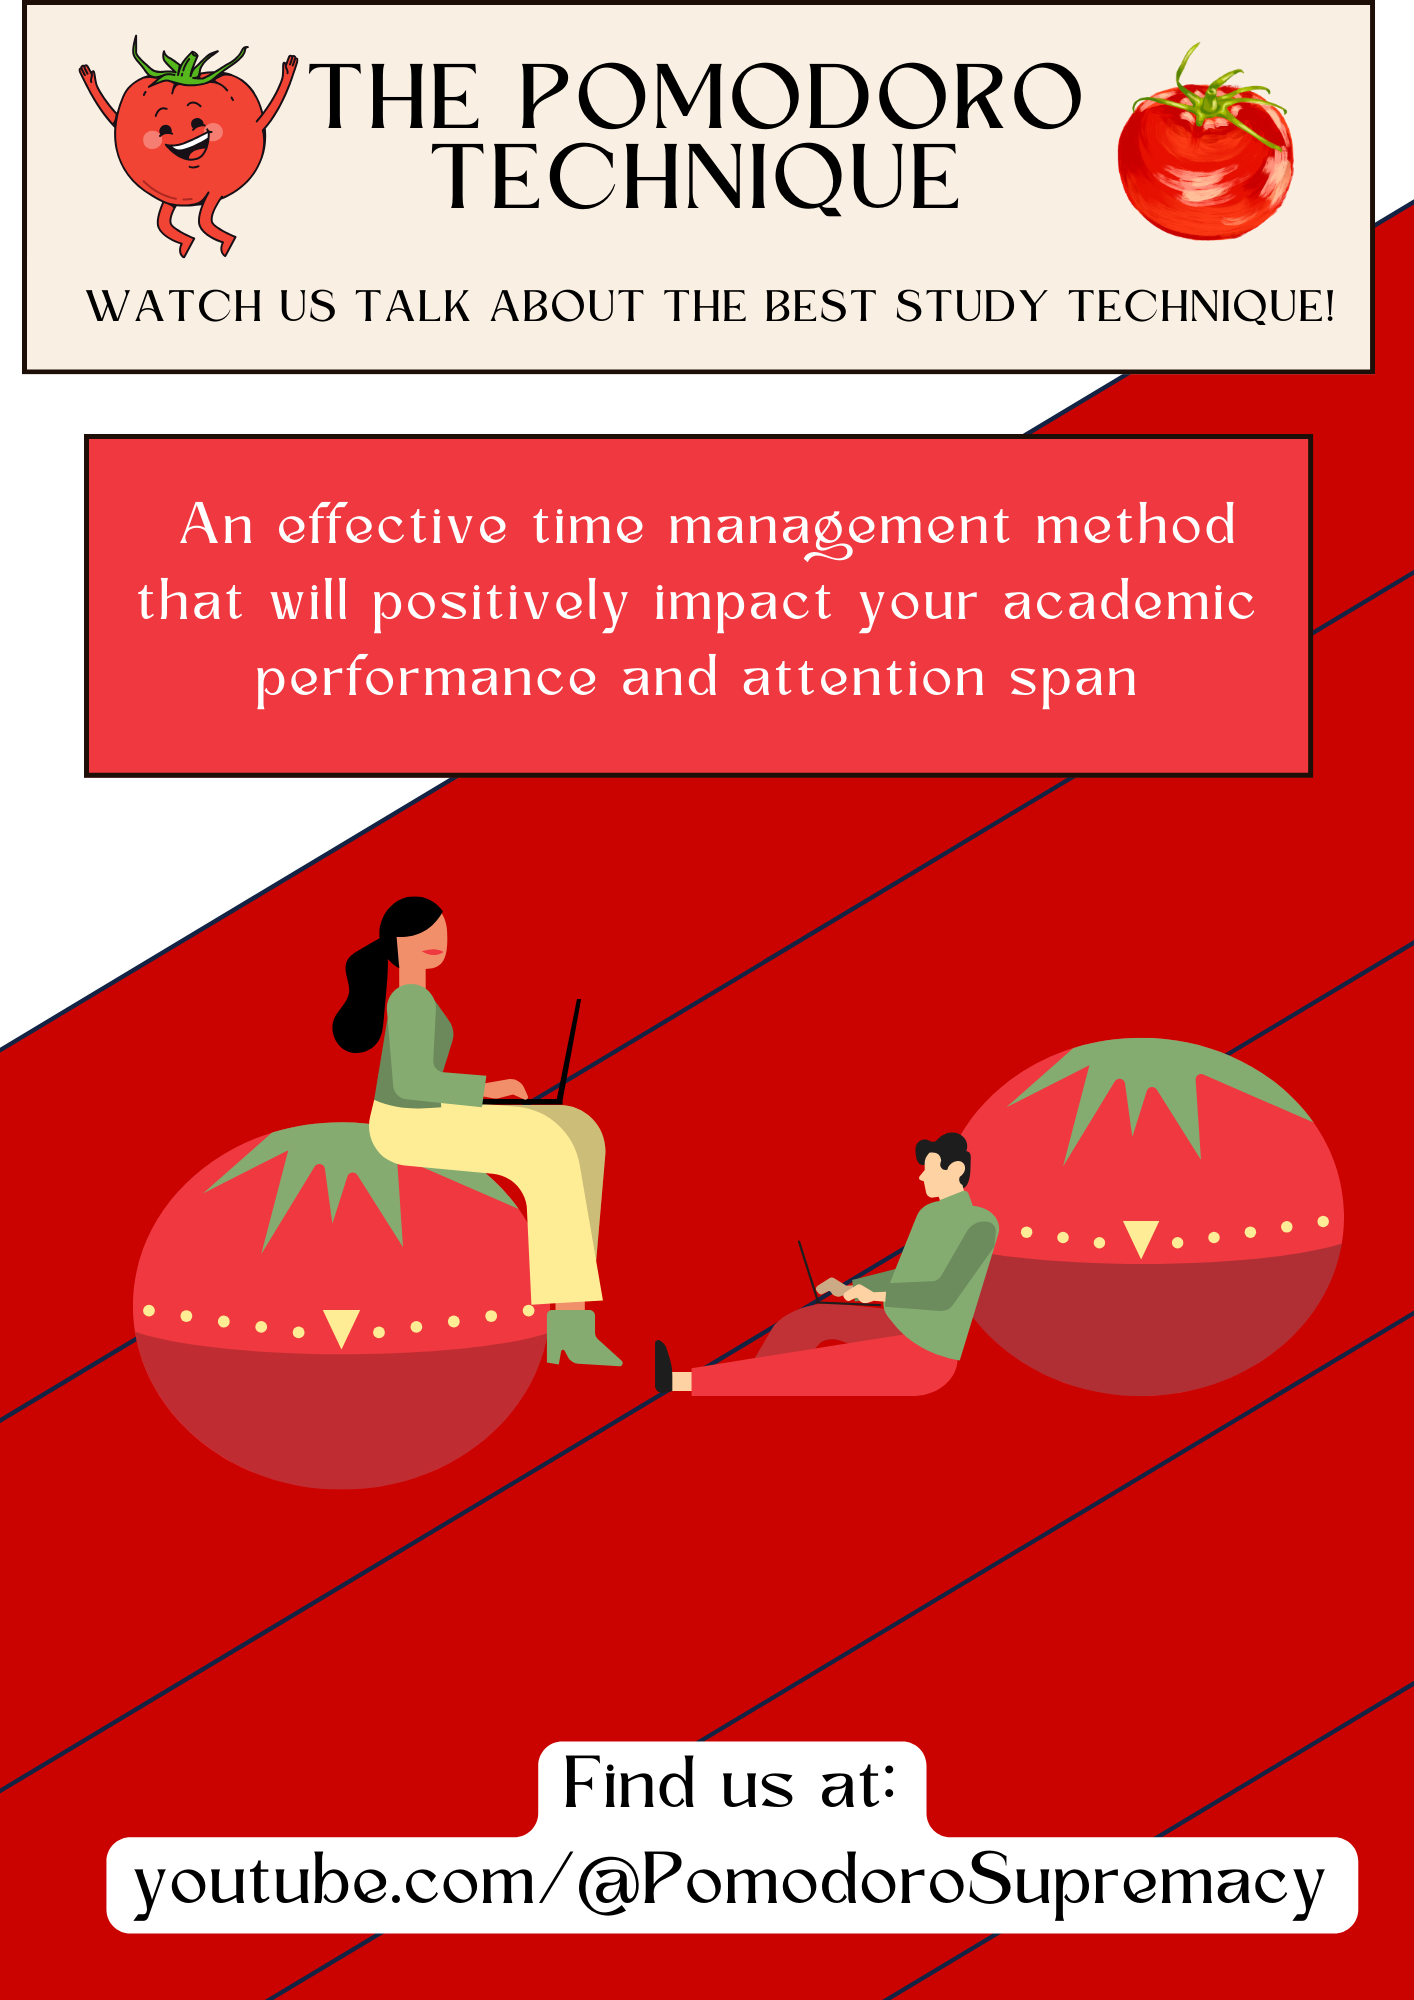 THE POMODORO
TECHNIQUE
WATCH US TALK ABOUT THE BEST STUDY TECHNIQUE!
An effective time management method
that will positively impact your academic
performance and attention span
Find us at:
youtube.com/@PomodoroSupremacy